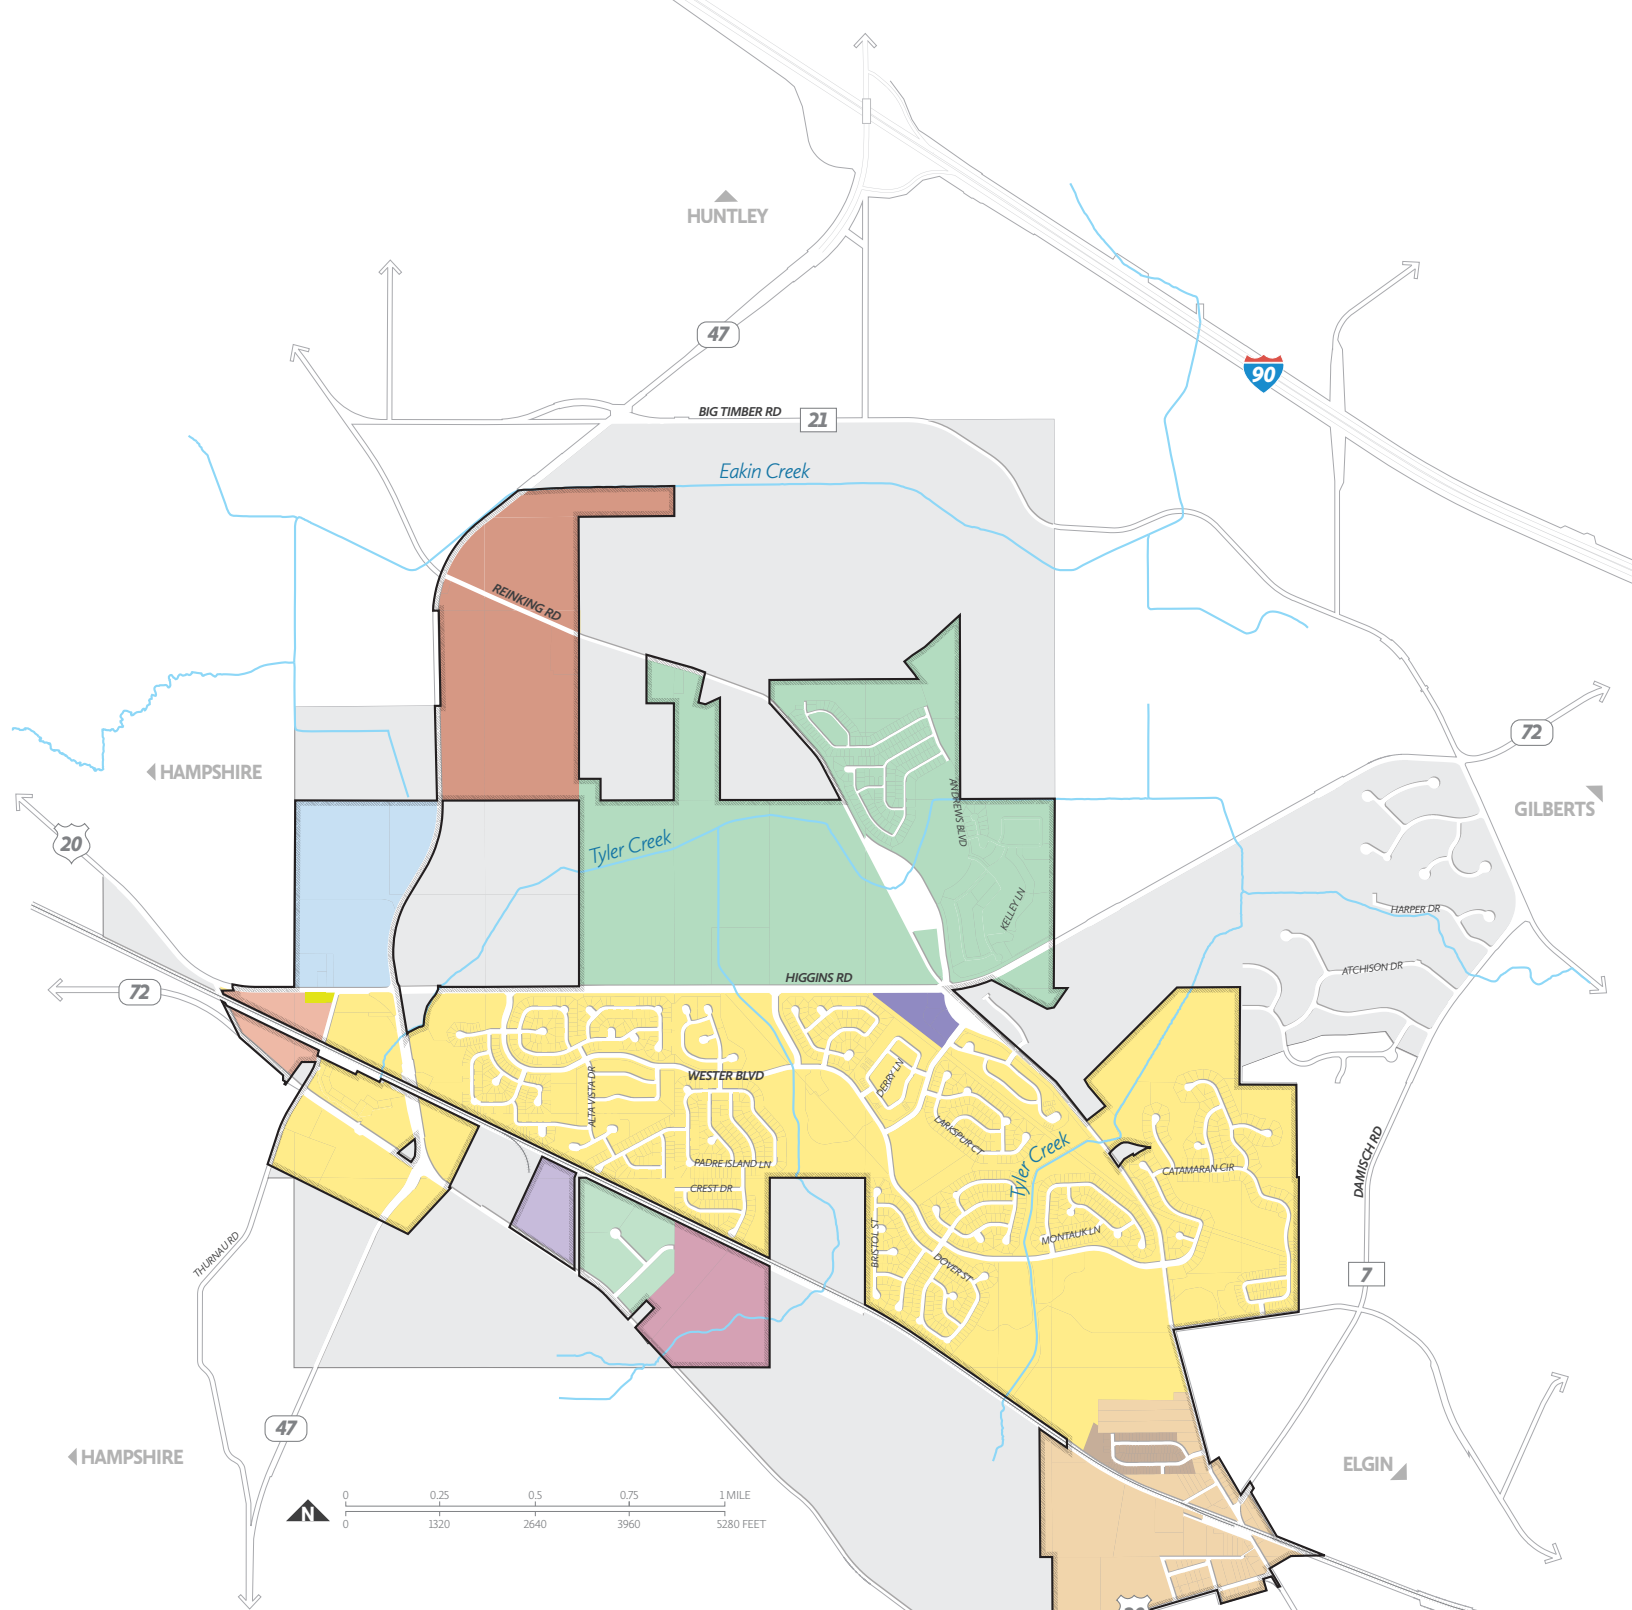 HUNTLEY
47
90
BIG TIMBER RD
21
Eakin Creek
REINKING RD
72
HAMPSHIRE
GILBERTS
20
ANDREWS BLVD
Tyler Creek
KELLEY LN
HARPER DR
ATCHISON DR
HIGGINS RD
72
WESTER BLVD
DERRY LN
ALTA VISTA DR
LARKSPUR CT
Tyler Creek
PADRE ISLAND LN
CATAMARAN CIR
DAMISCH RD
CREST DR
MONTAUK LN
BRISTOL ST
THURNAU RD
DOVER ST
7
47
HAMPSHIRE
ELGIN
N
0 0.25 0.5 0.75 1 MILE
0 1320 2640 3960 5280 FEET